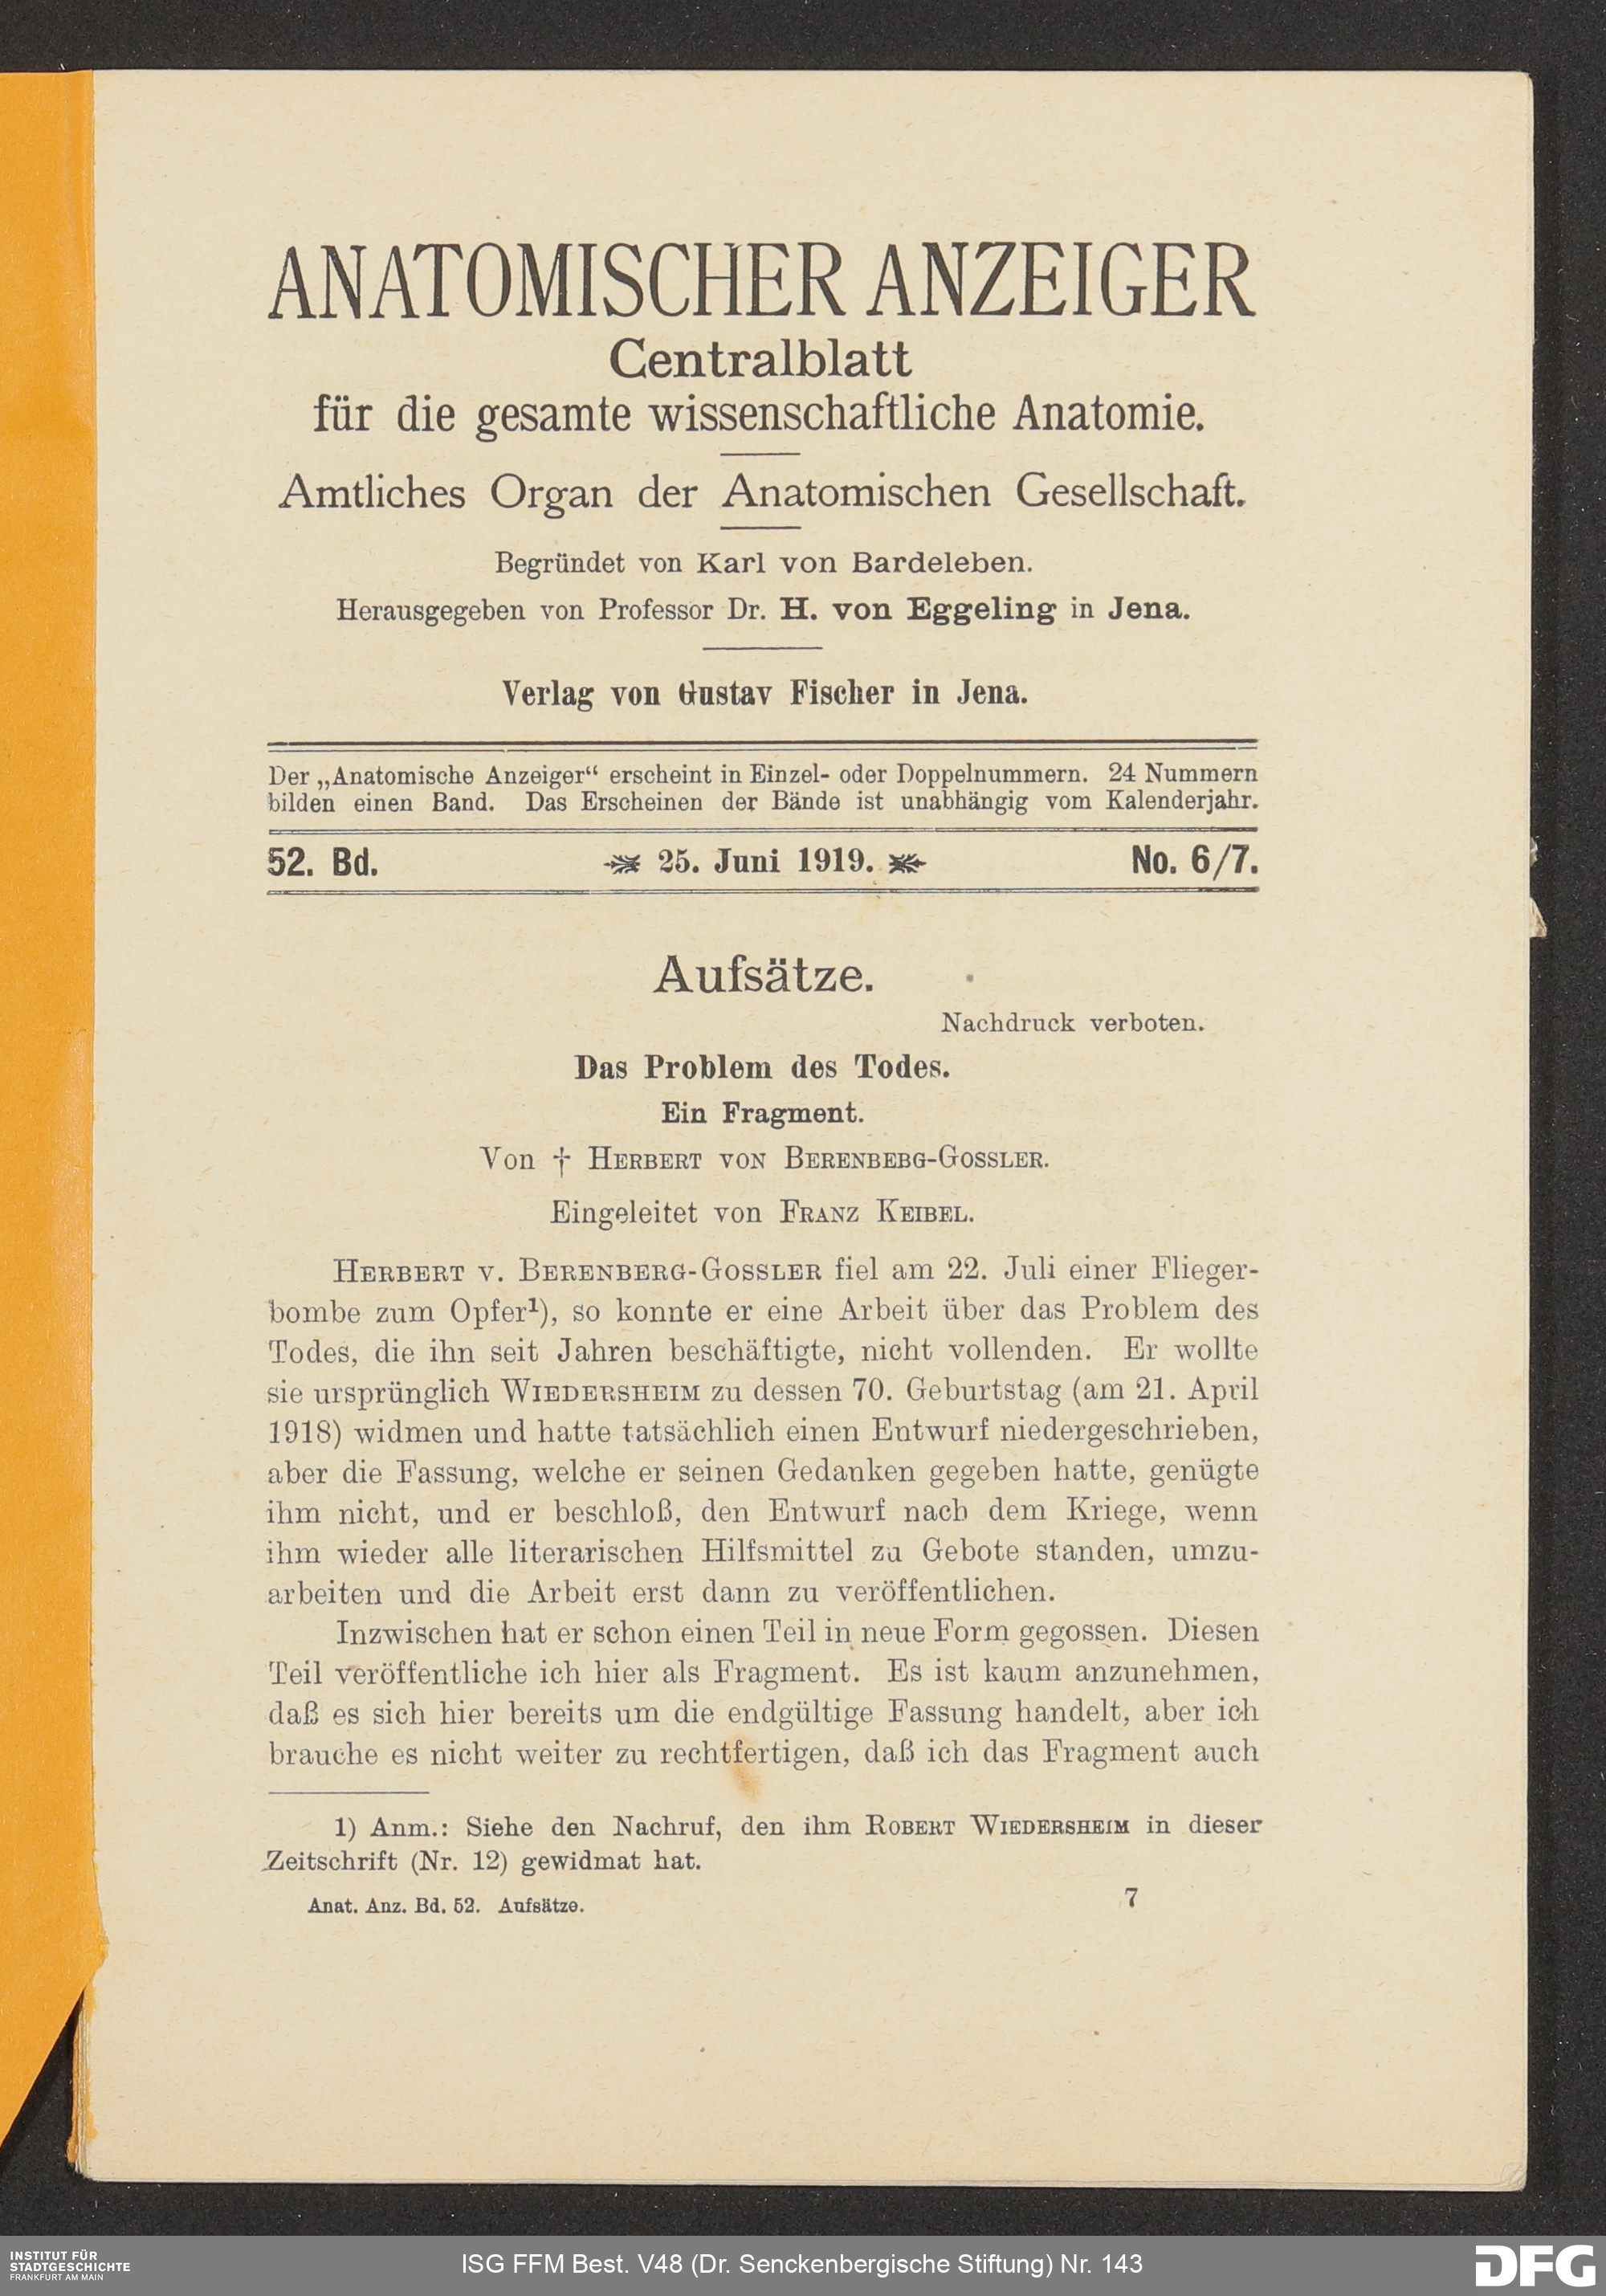 ANATOMISCHER ANZEIGER
Centralblatt
für die gesamte wissenschaftliche Anatomie.
Amtliches Organ der Anatomischen Gesellschaft.
Begründet von Karl von Bardeleben.
Herausgegeben von Professor Dr. H. von Eggeling in Jena.
Verlag von Gustav Fischer in Jena.
Der „Anatomische Anzeiger“ erscheint in Einzel- oder Doppelnummern. 24 Nummern
bilden einen Band. Das Erscheinen der Bände ist unabhängig vom Kalenderjahr.
52. Bd. 25. Juni 1919. No. 6/7.
Aufsätze.
Nachdruck verboten.
Das Problem des Todes.
Ein Fragment.
Von † HERBERT VON BERENBEBG-GOSSLER.
Eingeleitet von FRANZ KEIBEL.
HERBERT V. BERENBERG-GOSSLER fiel am 22. Juli einer Flieger-
bombe zum Opfer¹), so konnte er eine Arbeit über das Problem des
Todes, die ihn seit Jahren beschäftigte, nicht vollenden. Er wollte
sie ursprünglich WIEDERSHEIM zu dessen 70. Geburtstag (am 21. April
1918) widmen und hatte tatsächlich einen Entwurf niedergeschrieben,
aber die Fassung, welche er seinen Gedanken gegeben hatte, genügte
ihm nicht, und er beschloß, den Entwurf nach dem Kriege, wenn
ihm wieder alle literarischen Hilfsmittel zu Gebote standen, umzu-
arbeiten und die Arbeit erst dann zu veröffentlichen.
Inzwischen hat er schon einen Teil in neue Form gegossen. Diesen
Teil veröffentliche ich hier als Fragment. Es ist kaum anzunehmen,
daß es sich hier bereits um die endgültige Fassung handelt, aber ich
brauche es nicht weiter zu rechtfertigen, daß ich das Fragment auch
1) Anm.: Siehe den Nachruf, den ihm ROBERT WIEDERSHEIM in dieser
Zeitschrift (Nr. 12) gewidmat hat.
Anat. Anz. Bd. 52. Aufsätze. 7
INSTITUT FÜR
STADTGESCHICHTE
FRANKFURT AM MAIN
ISG FFM Best. V48 (Dr. Senckenbergische Stiftung) Nr. 143
DFG